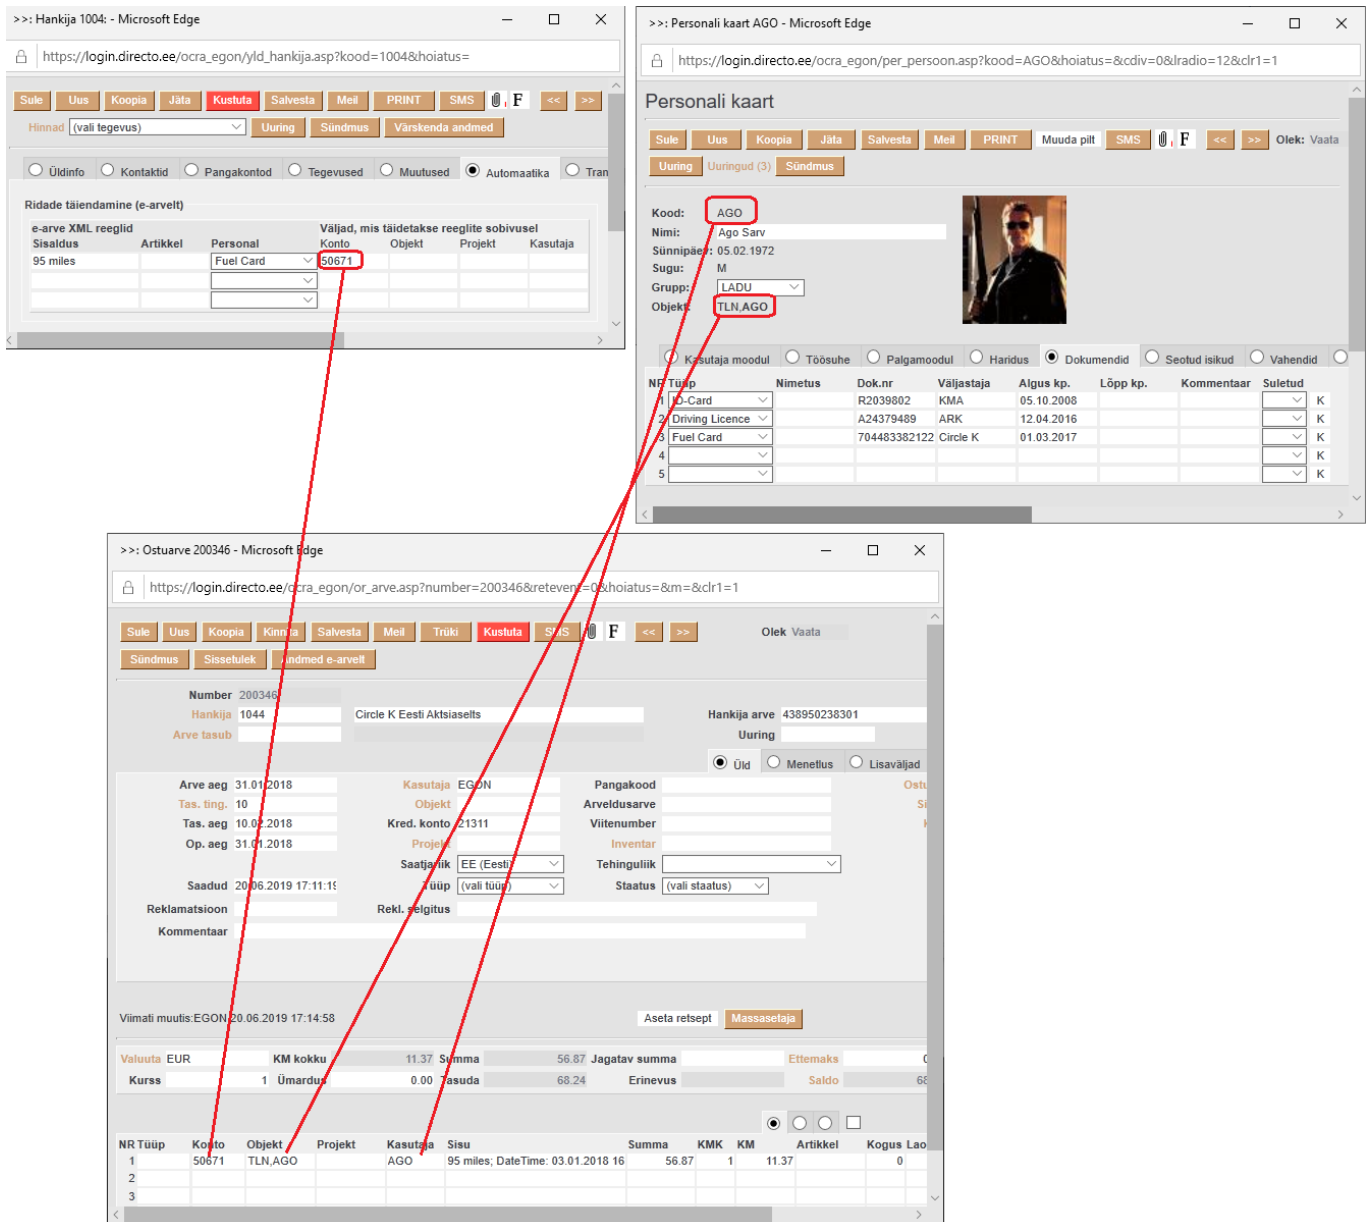 >>: Hankija 1004: - Microsoft Edge
https://login.directo.ee/ocra_egon/yld_hankija.asp?kood=1004&hoiatus=
Sule Uus Koopia Jäta Kustuta Salvesta Meil PRINT SMS F << >>
Hinnad (vali tegevus) Uuring Sündmus Värskenda andmed
Üldinfo Kontaktid Pangakontod Tegevused Muutused Automaatika Tran
Ridade täiendamine (e-arvelt)
e-arve XML reeglid Väljad, mis täidetakse reeglite sobivusel
Sisaldus Artikkel Personal Konto Objekt Projekt Kasutaja
95 miles Fuel Card 50671
>>: Personali kaart AGO - Microsoft Edge
https://login.directo.ee/ocra_egon/per_persoon.asp?kood=AGO&hoiatus=&cdiv=0&lradio=12&clr1=1
Personali kaart
Sule Uus Koopia Jäta Salvesta Meil PRINT Muuda pilt SMS F << >> Olek: Vaata
Uuring Uuringud (3) Sündmus
Kood: AGO
Nimi: Ago Sarv
Sünnipäev: 05.02.1972
Sugu: M
Grupp: LADU
Objekt: TLN,AGO
Kasutaja moodul Töösuhe Palgamoodul Haridus Dokumendid Seotud isikud Vahendid
NR Tüüp Nimetus Dok.nr Väljastaja Algus kp. Lõpp kp. Kommentaar Suletud
1 ID-Card R2039802 KMA 05.10.2008 K
2 Driving Licence A24379489 ARK 12.04.2016 K
3 Fuel Card 704483382122 Circle K 01.03.2017 K
4 K
5 K
>>: Ostuarve 200346 - Microsoft Edge
https://login.directo.ee/ocra_egon/or_arve.asp?number=200346&retevent=0&hoiatus=&m=&clr1=1
Sule Uus Koopia Kinnita Salvesta Meil Trüki Kustuta SMS F << >> Olek Vaata
Sündmus Sissetulek Andmed e-arvelt
Number 200346
Hankija 1044 Circle K Eesti Aktsiaselts Hankija arve 438950238301
Arve tasub Uuring
Üld Menetlus Lisaväljad
Arve aeg 31.01.2018 Kasutaja EGON Pangakood Ostu
Tas. ting. 10 Objekt Arveldusarve Si
Tas. aeg 10.02.2018 Kred. konto 21311 Viitenumber
Op. aeg 31.01.2018 Projekt Inventar
Saatjariik EE (Eesti) Tehinguliik
Saadud 20.06.2019 17:11:19 Tüüp (vali tüüp) Staatus (vali staatus)
Reklamatsioon Rekl. selgitus
Kommentaar
Viimati muutis:EGON 20.06.2019 17:14:58 Aseta retsept Massasetaja
Valuuta EUR KM kokku 11.37 Summa 56.87 Jagatav summa Ettemaks 0
Kurss 1 Ümardus 0.00 Tasuda 68.24 Erinevus Saldo 68
NR Tüüp Konto Objekt Projekt Kasutaja Sisu Summa KMK KM Artikkel Kogus Lao
1 50671 TLN,AGO AGO 95 miles; DateTime: 03.01.2018 16 56.87 1 11.37 0
2
3